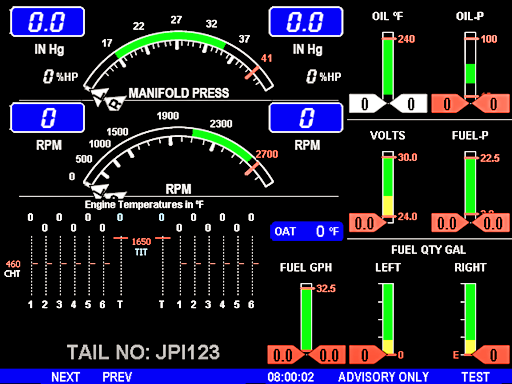 0.0 0.0
IN Hg IN Hg
17 22 27 32 37 41
0 %HP 0 %HP
L R
MANIFOLD PRESS
0 0
RPM RPM
0 500 1000 1500 1900 2300 2700
RPM
OIL °F OIL-P
240 100
0 0 0 0
VOLTS FUEL-P
30.0 22.5
24.0
0.0 0.0 0.0 0.0
Engine Temperatures in °F
0 0 0 0 0 0 0 0
0 0 0 0 0 0
1650
TIT
460
CHT
1 2 3 4 5 6 T T 1 2 3 4 5 6
OAT 0 °F
FUEL QTY GAL
FUEL GPH LEFT RIGHT
32.5
0.0 0.0 0 0 E
TAIL NO: JPI123
NEXT PREV 08:00:02 ADVISORY ONLY TEST